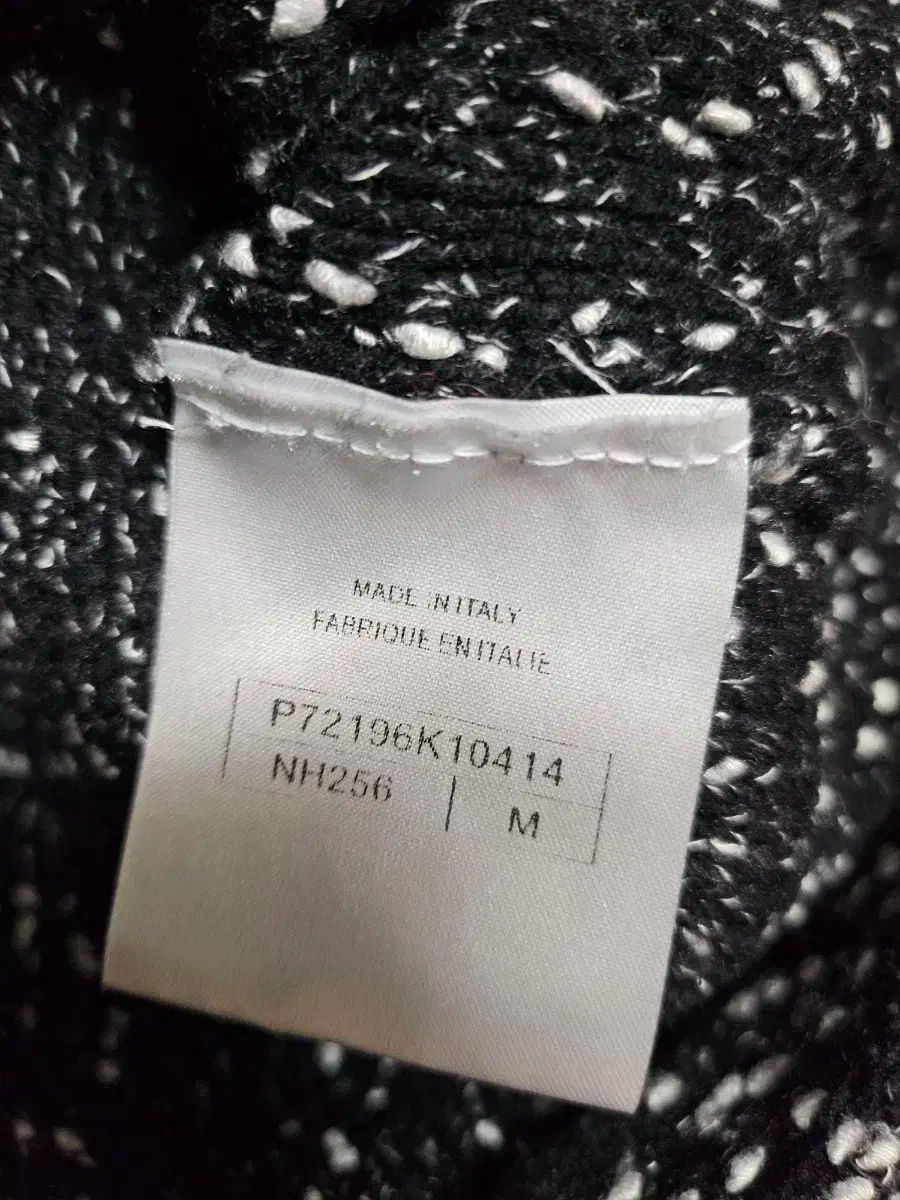 MADE IN ITALY
FABRIQUE EN ITALIE
P72196K10414
NH256 M